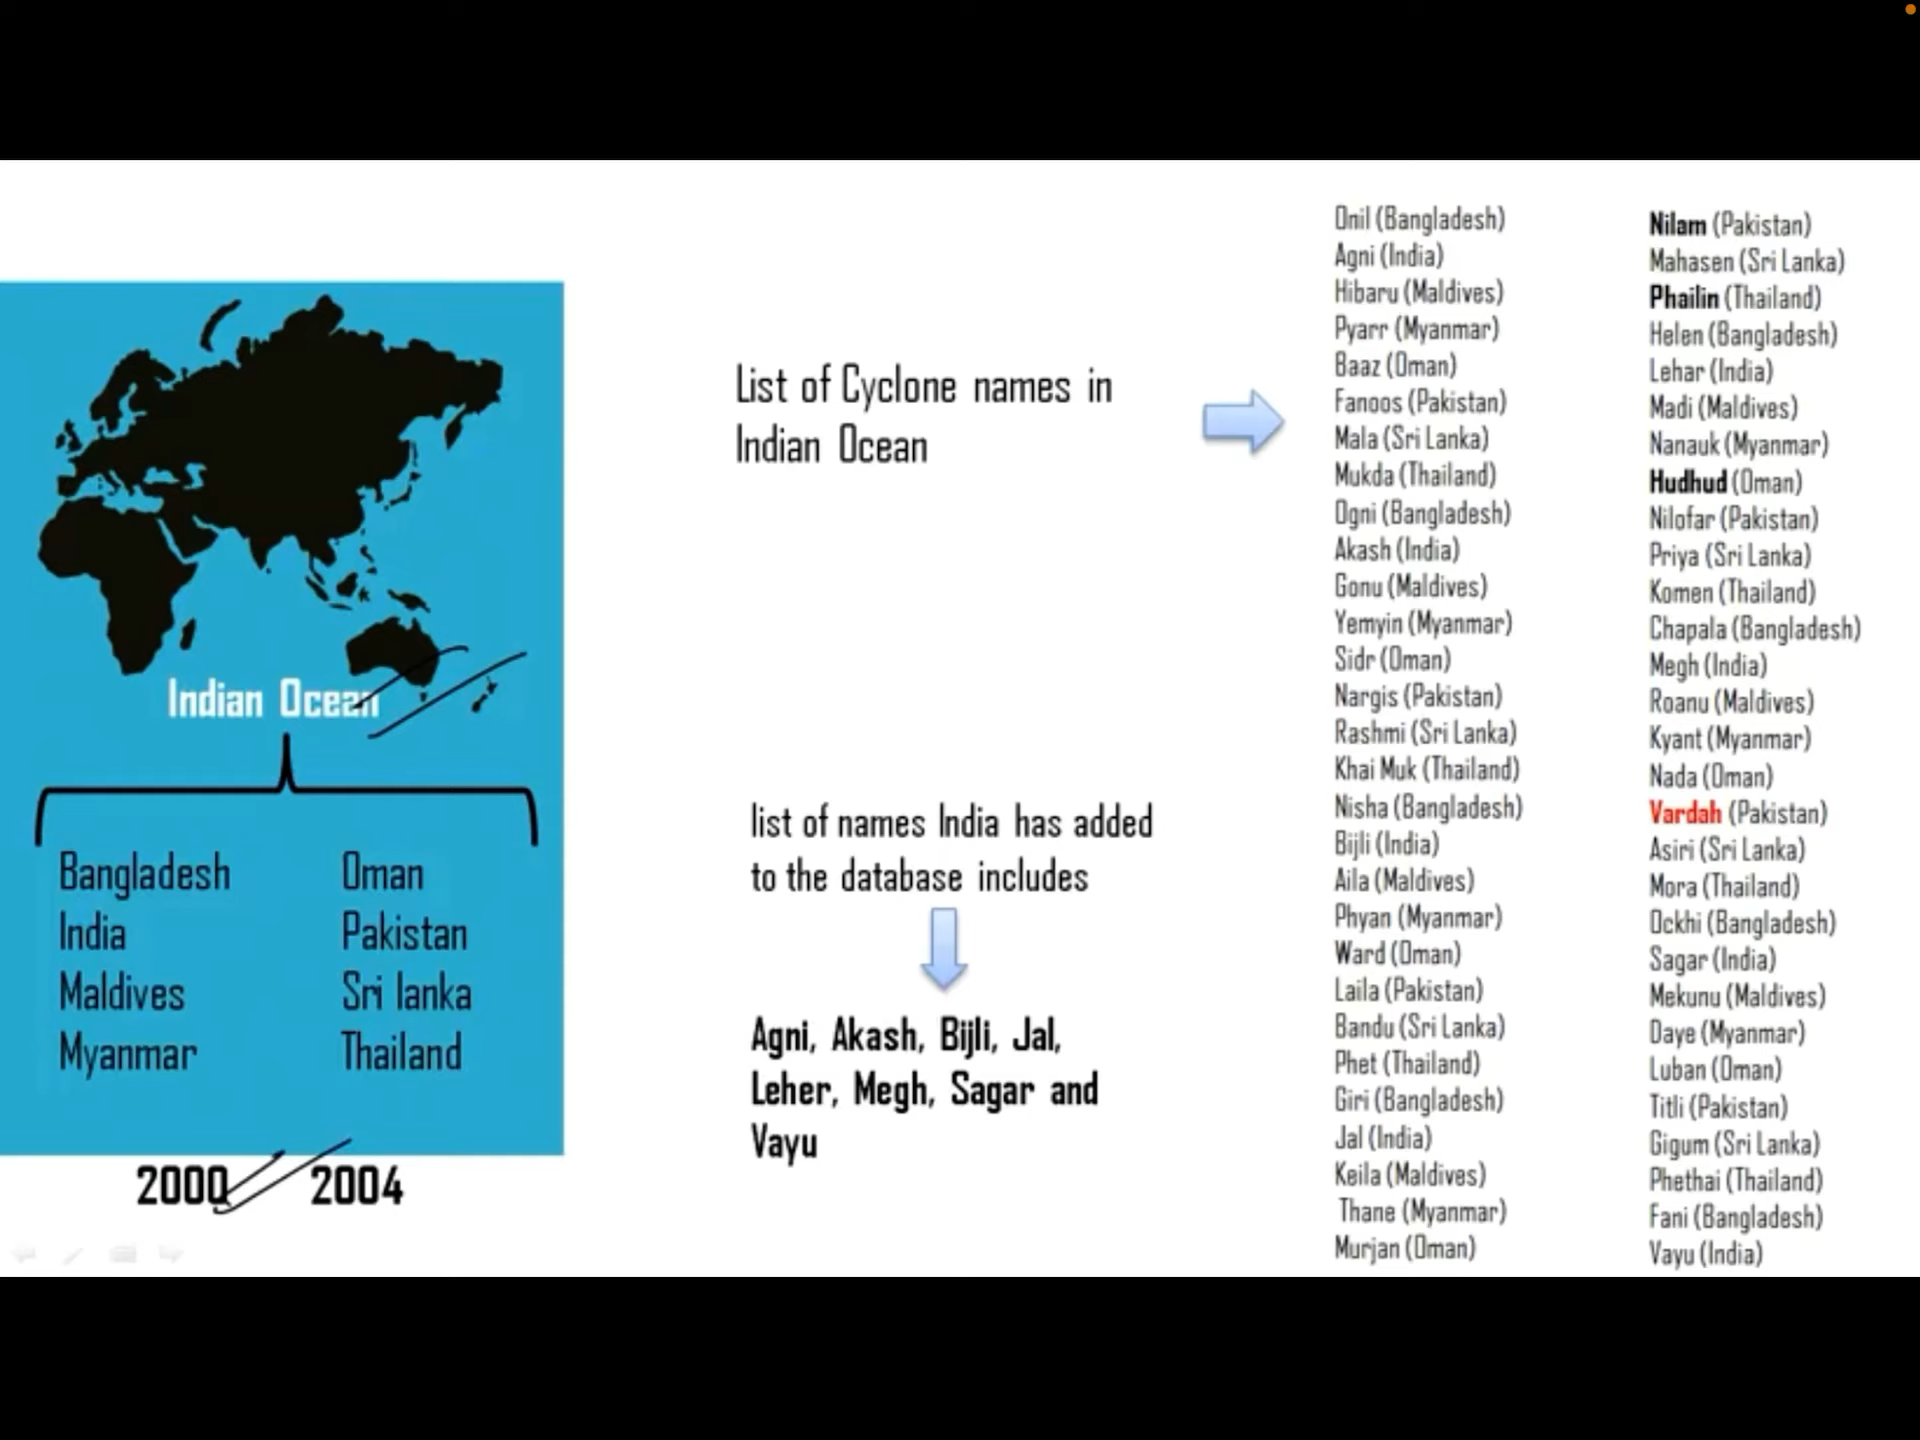 Indian Ocean
Bangladesh
India
Maldives
Myanmar
Oman
Pakistan
Sri lanka
Thailand
2000
2004
List of Cyclone names in
Indian Ocean
list of names India has added
to the database includes
Agni, Akash, Bijli, Jal,
Leher, Megh, Sagar and
Vayu
Onil (Bangladesh)
Agni (India)
Hibaru (Maldives)
Pyarr (Myanmar)
Baaz (Oman)
Fanoos (Pakistan)
Mala (Sri Lanka)
Mukda (Thailand)
Ogni (Bangladesh)
Akash (India)
Gonu (Maldives)
Yemyin (Myanmar)
Sidr (Oman)
Nargis (Pakistan)
Rashmi (Sri Lanka)
Khai Muk (Thailand)
Nisha (Bangladesh)
Bijli (India)
Aila (Maldives)
Phyan (Myanmar)
Ward (Oman)
Laila (Pakistan)
Bandu (Sri Lanka)
Phet (Thailand)
Giri (Bangladesh)
Jal (India)
Keila (Maldives)
Thane (Myanmar)
Murjan (Oman)
Nilam (Pakistan)
Mahasen (Sri Lanka)
Phailin (Thailand)
Helen (Bangladesh)
Lehar (India)
Madi (Maldives)
Nanauk (Myanmar)
Hudhud (Oman)
Nilofar (Pakistan)
Priya (Sri Lanka)
Komen (Thailand)
Chapala (Bangladesh)
Megh (India)
Roanu (Maldives)
Kyant (Myanmar)
Nada (Oman)
Vardah (Pakistan)
Asiri (Sri Lanka)
Mora (Thailand)
Ockhi (Bangladesh)
Sagar (India)
Mekunu (Maldives)
Daye (Myanmar)
Luban (Oman)
Titli (Pakistan)
Gigum (Sri Lanka)
Phethai (Thailand)
Fani (Bangladesh)
Vayu (India)